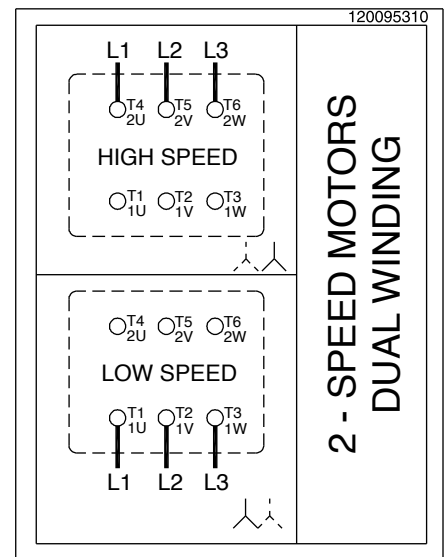 120095310
L1 L2 L3
T4 T5 T6
2U 2V 2W
HIGH SPEED
T1 T2 T3
1U 1V 1W
T4 T5 T6
2U 2V 2W
LOW SPEED
T1 T2 T3
1U 1V 1W
L1 L2 L3
2 - SPEED MOTORS
DUAL WINDING